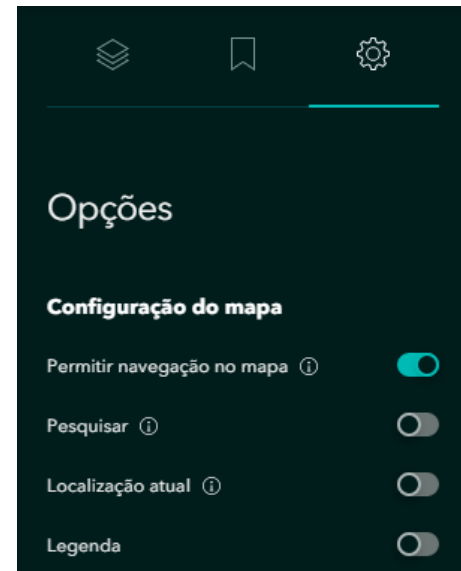 Opções
Configuração do mapa
Permitir navegação no mapa
Pesquisar
Localização atual
Legenda